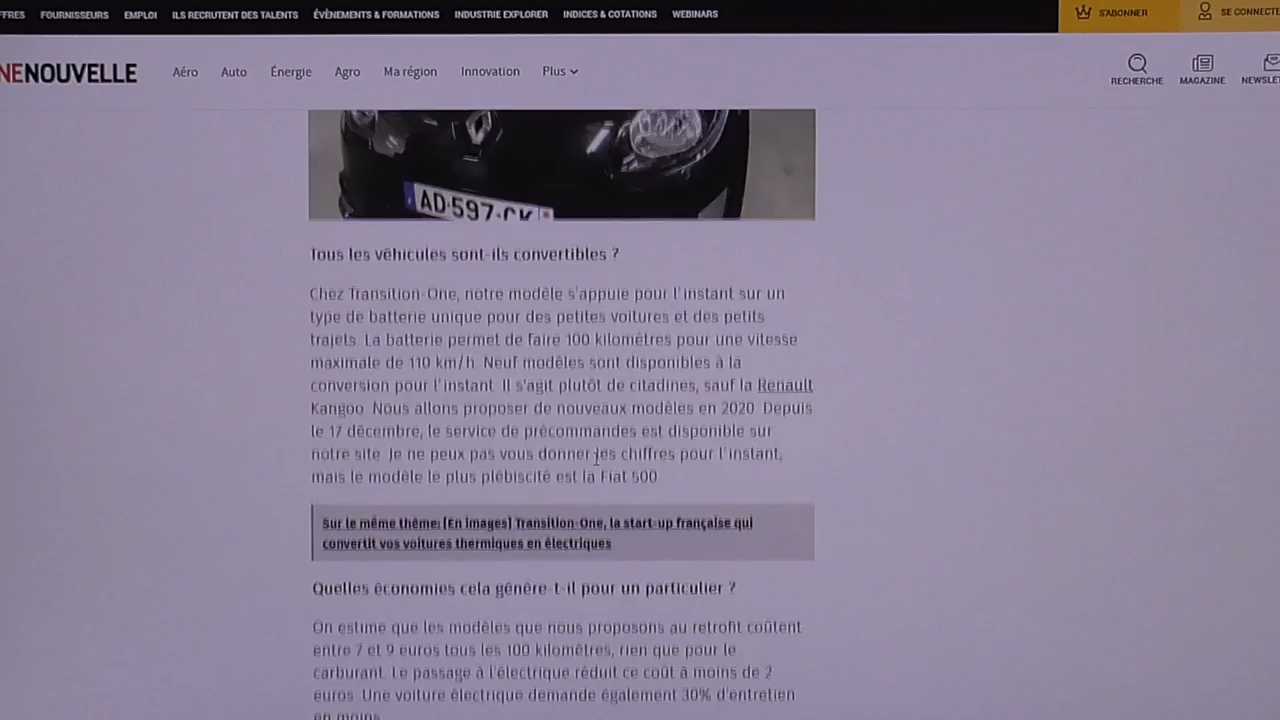 FFRES FOURNISSEURS EMPLOI ILS RECRUTENT DES TALENTS ÉVÈNEMENTS & FORMATIONS INDUSTRIE EXPLORER INDICES & COTATIONS WEBINARS S'ABONNER SE CONNECTE
NENOUVELLE Aéro Auto Énergie Agro Ma région Innovation Plus RECHERCHE MAGAZINE NEWSLET
AD-597-CK
Tous les véhicules sont-ils convertibles ?
Chez Transition-One, notre modèle s'appuie pour l'instant sur un
type de batterie unique pour des petites voitures et des petits
trajets. La batterie permet de faire 100 kilomètres pour une vitesse
maximale de 110 km/h. Neuf modèles sont disponibles à la
conversion pour l'instant. Il s'agit plutôt de citadines, sauf la Renault
Kangoo. Nous allons proposer de nouveaux modèles en 2020. Depuis
le 17 décembre, le service de précommandes est disponible sur
notre site. Je ne peux pas vous donner les chiffres pour l'instant,
mais le modèle le plus plébiscité est la Fiat 500.
Sur le même thème: [En images] Transition-One, la start-up française qui
convertit vos voitures thermiques en électriques
Quelles économies cela génère-t-il pour un particulier ?
On estime que les modèles que nous proposons au retrofit coûtent
entre 7 et 9 euros tous les 100 kilomètres, rien que pour le
carburant. Le passage à l'électrique réduit ce coût à moins de 2
euros. Une voiture électrique demande également 30% d'entretien
en moins.